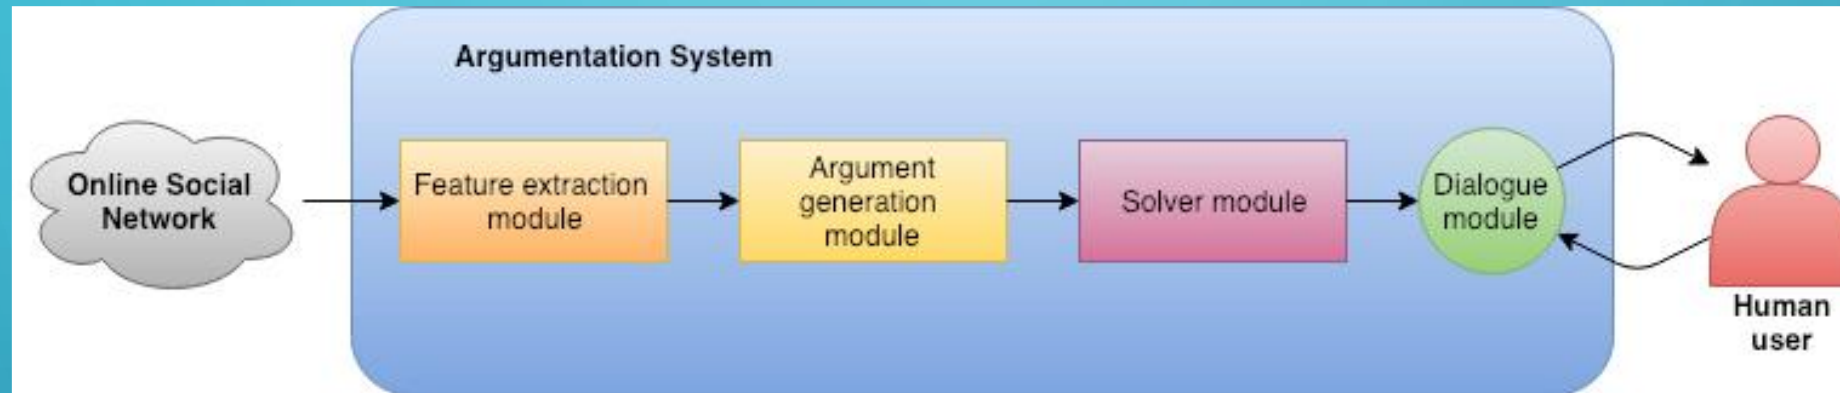 Argumentation System
Online Social
Network
Feature extraction
module
Argument
generation
module
Solver module
Dialogue
module
Human
user